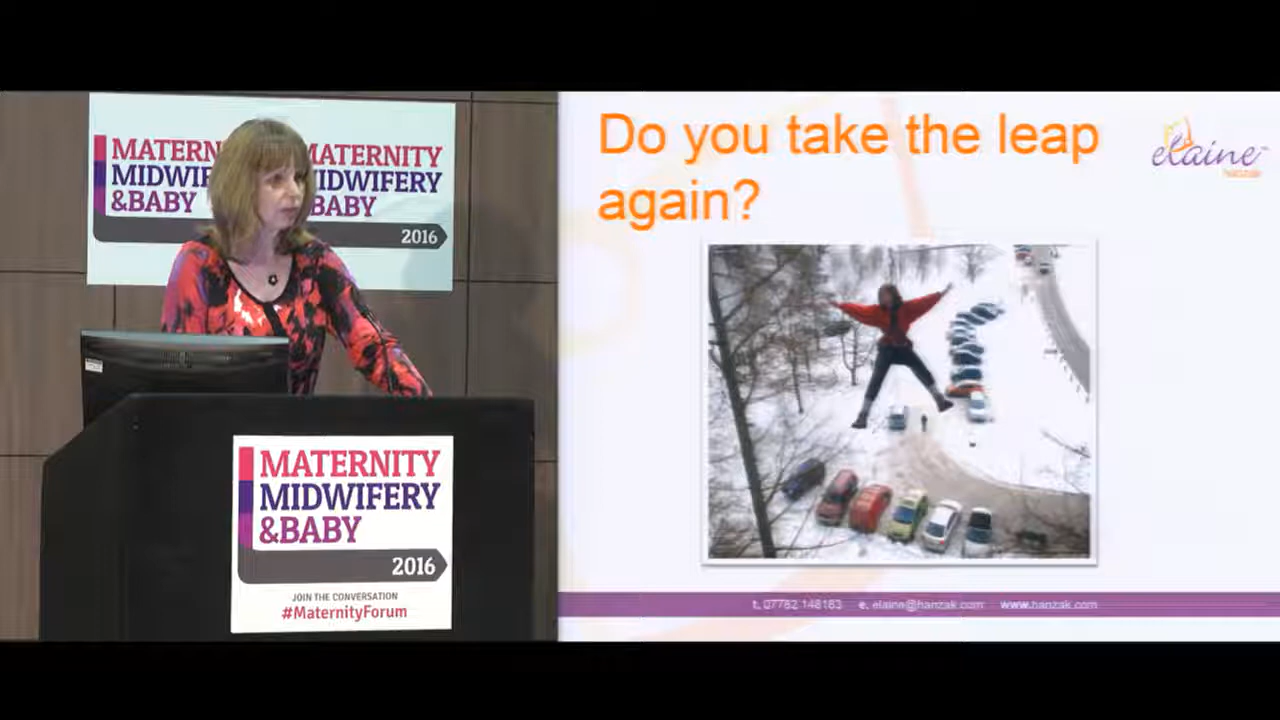 MATERNITY
MIDWIFERY
&BABY
2016
MATERNITY
MIDWIFERY
&BABY
2016
JOIN THE CONVERSATION
#MaternityForum
Do you take the leap
again?
elaine
hanzak
t. 07782 148183 e. elaine@hanzak.com www.hanzak.com